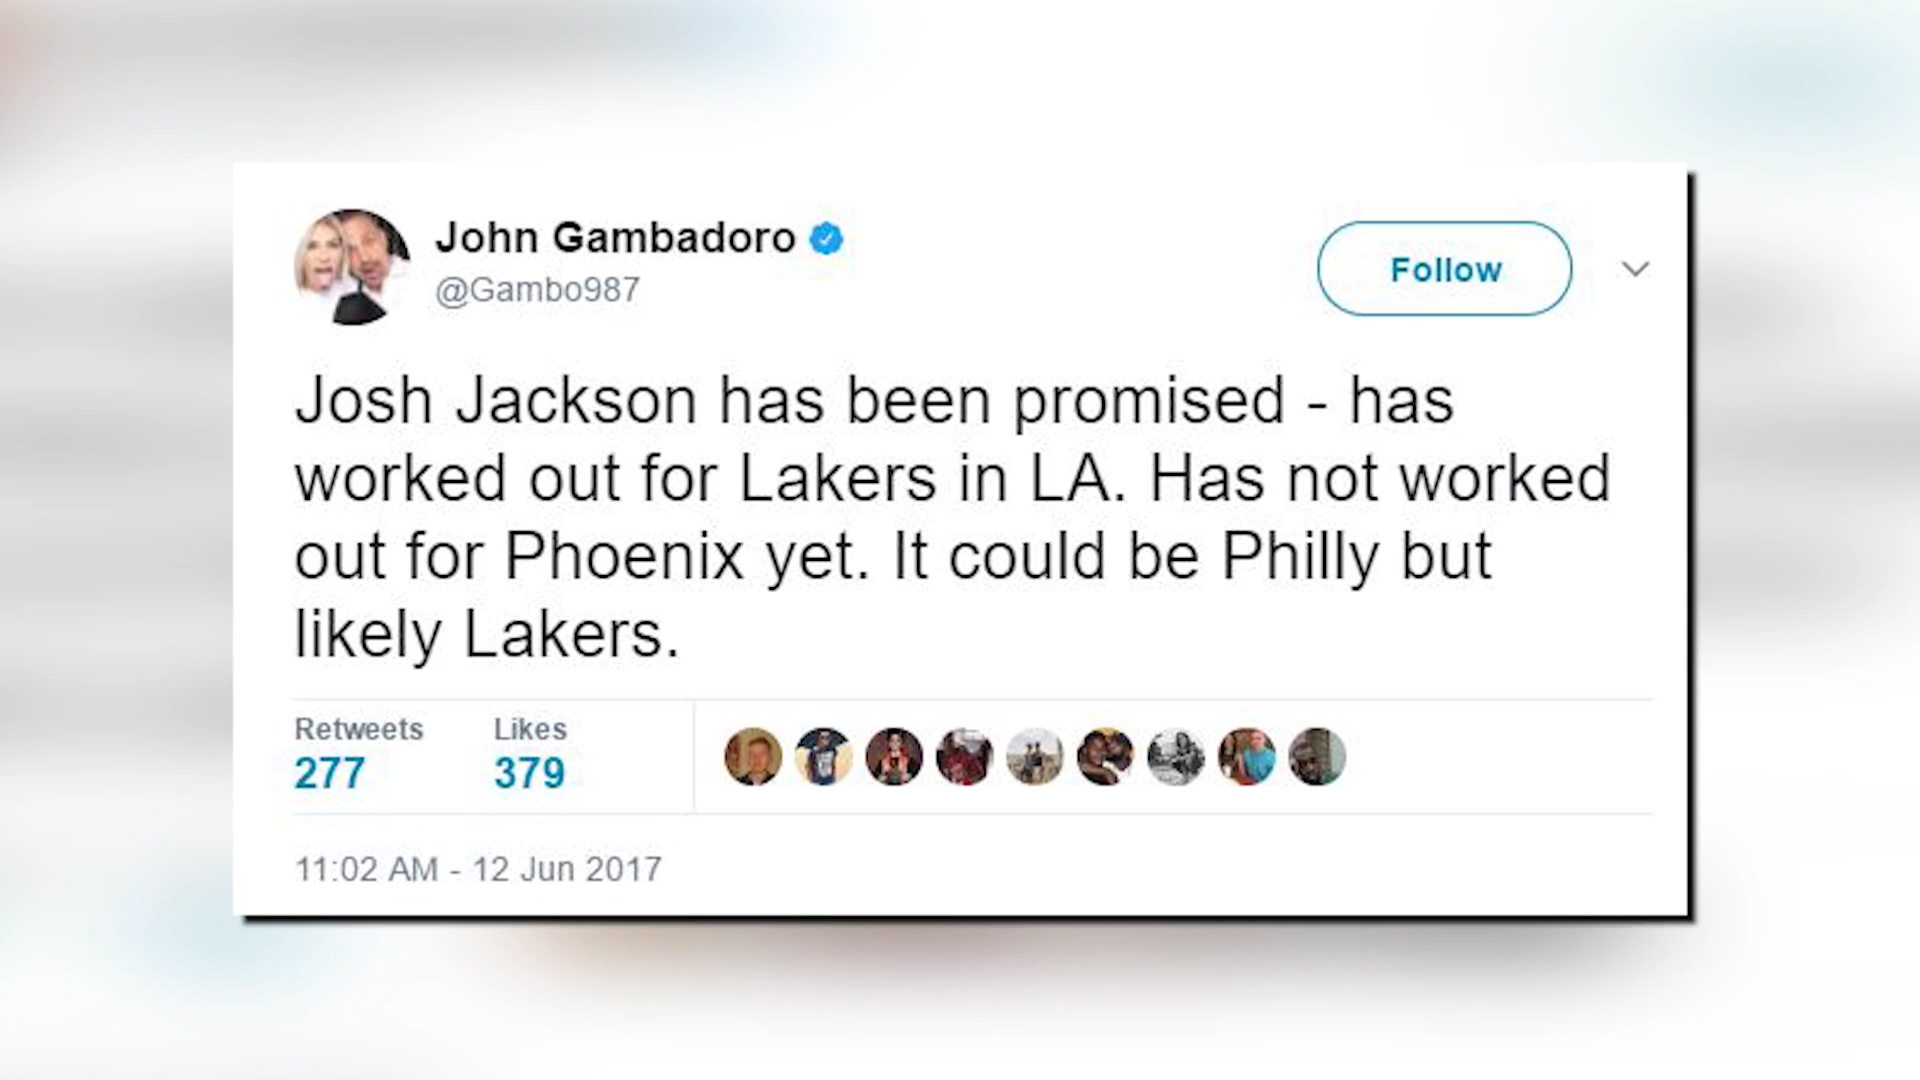 John Gambadoro
@Gambo987
Follow
Josh Jackson has been promised - has
worked out for Lakers in LA. Has not worked
out for Phoenix yet. It could be Philly but
likely Lakers.
Retweets
277
Likes
379
11:02 AM - 12 Jun 2017